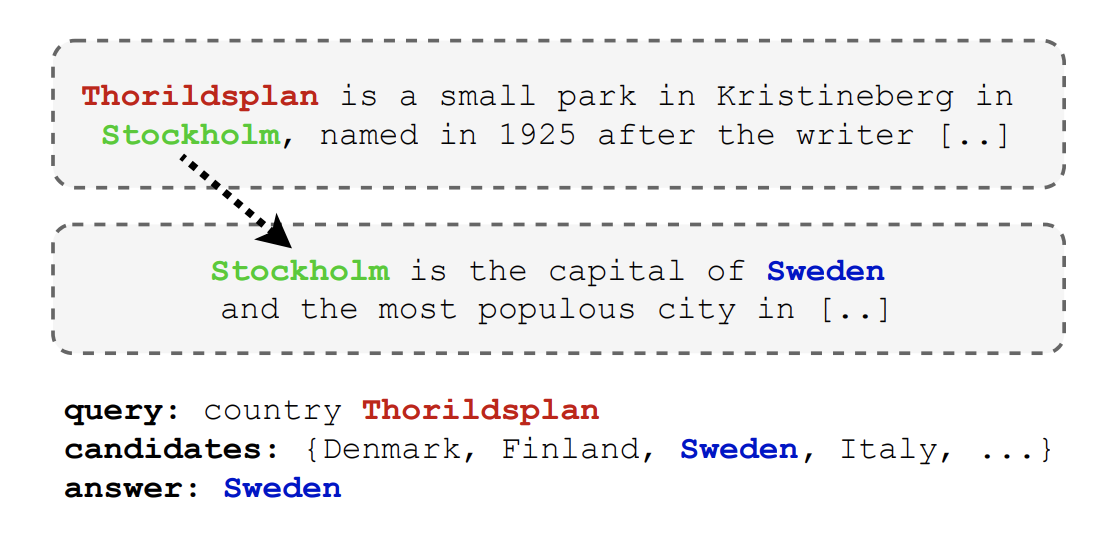 Thorildsplan is a small park in Kristineberg in
Stockholm, named in 1925 after the writer [..]
Stockholm is the capital of Sweden
and the most populous city in [..]
query: country Thorildsplan
candidates: {Denmark, Finland, Sweden, Italy, ...}
answer: Sweden